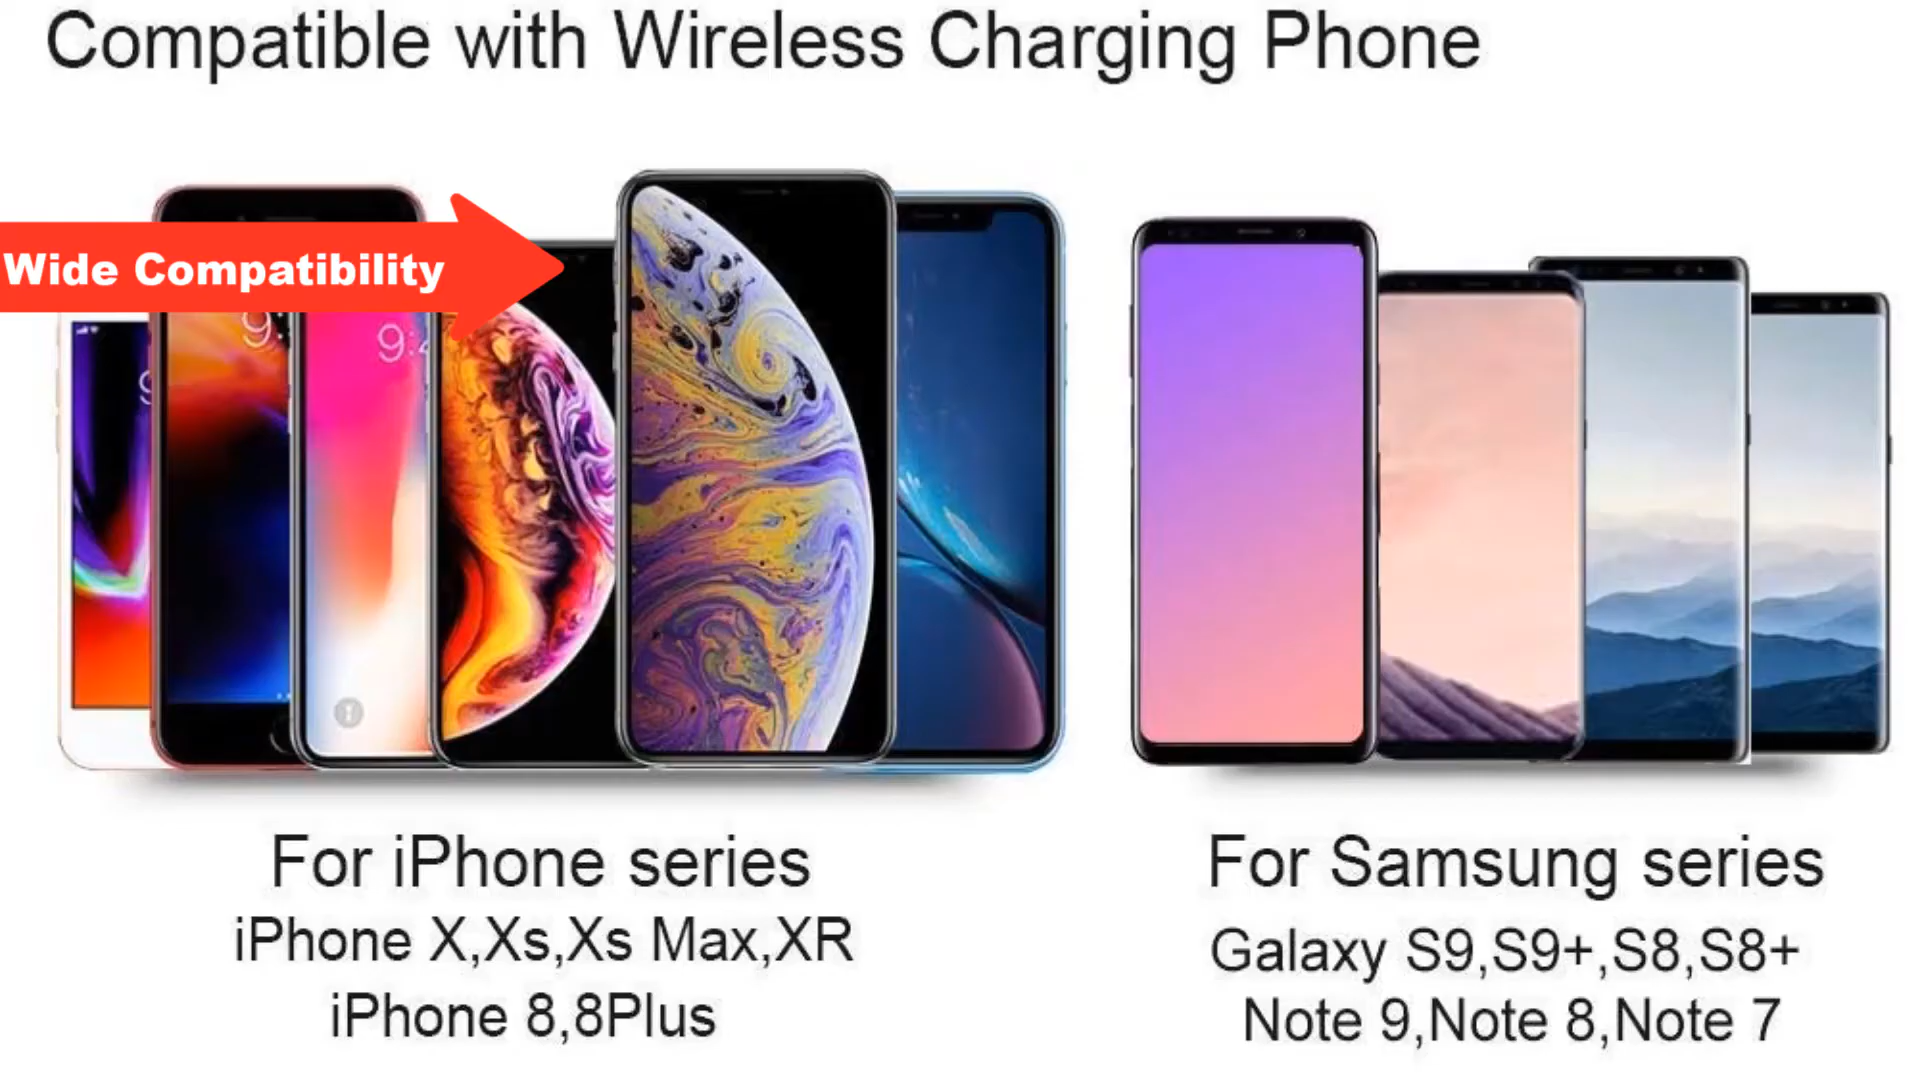 Compatible with Wireless Charging Phone
Wide Compatibility
For iPhone series
iPhone X,Xs,Xs Max,XR
iPhone 8,8Plus
For Samsung series
Galaxy S9,S9+,S8,S8+
Note 9,Note 8,Note 7